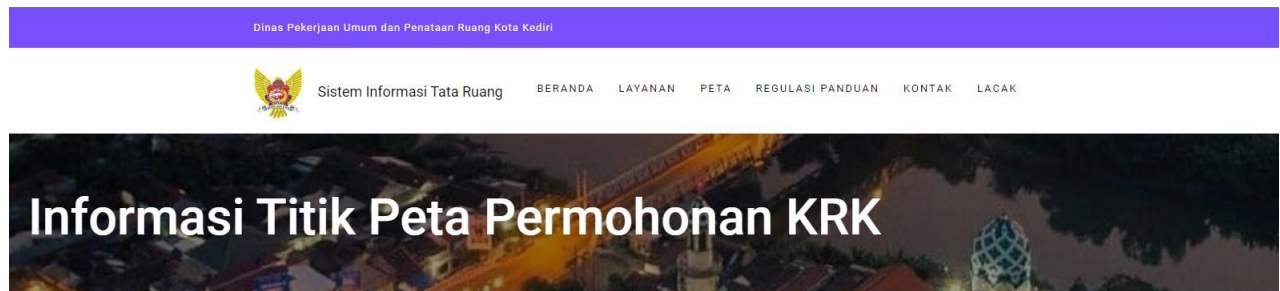 Dinas Pekerjaan Umum dan Penataan Ruang Kota Kediri
Sistem Informasi Tata Ruang
BERANDA LAYANAN PETA REGULASI PANDUAN KONTAK LACAK
Informasi Titik Peta Permohonan KRK